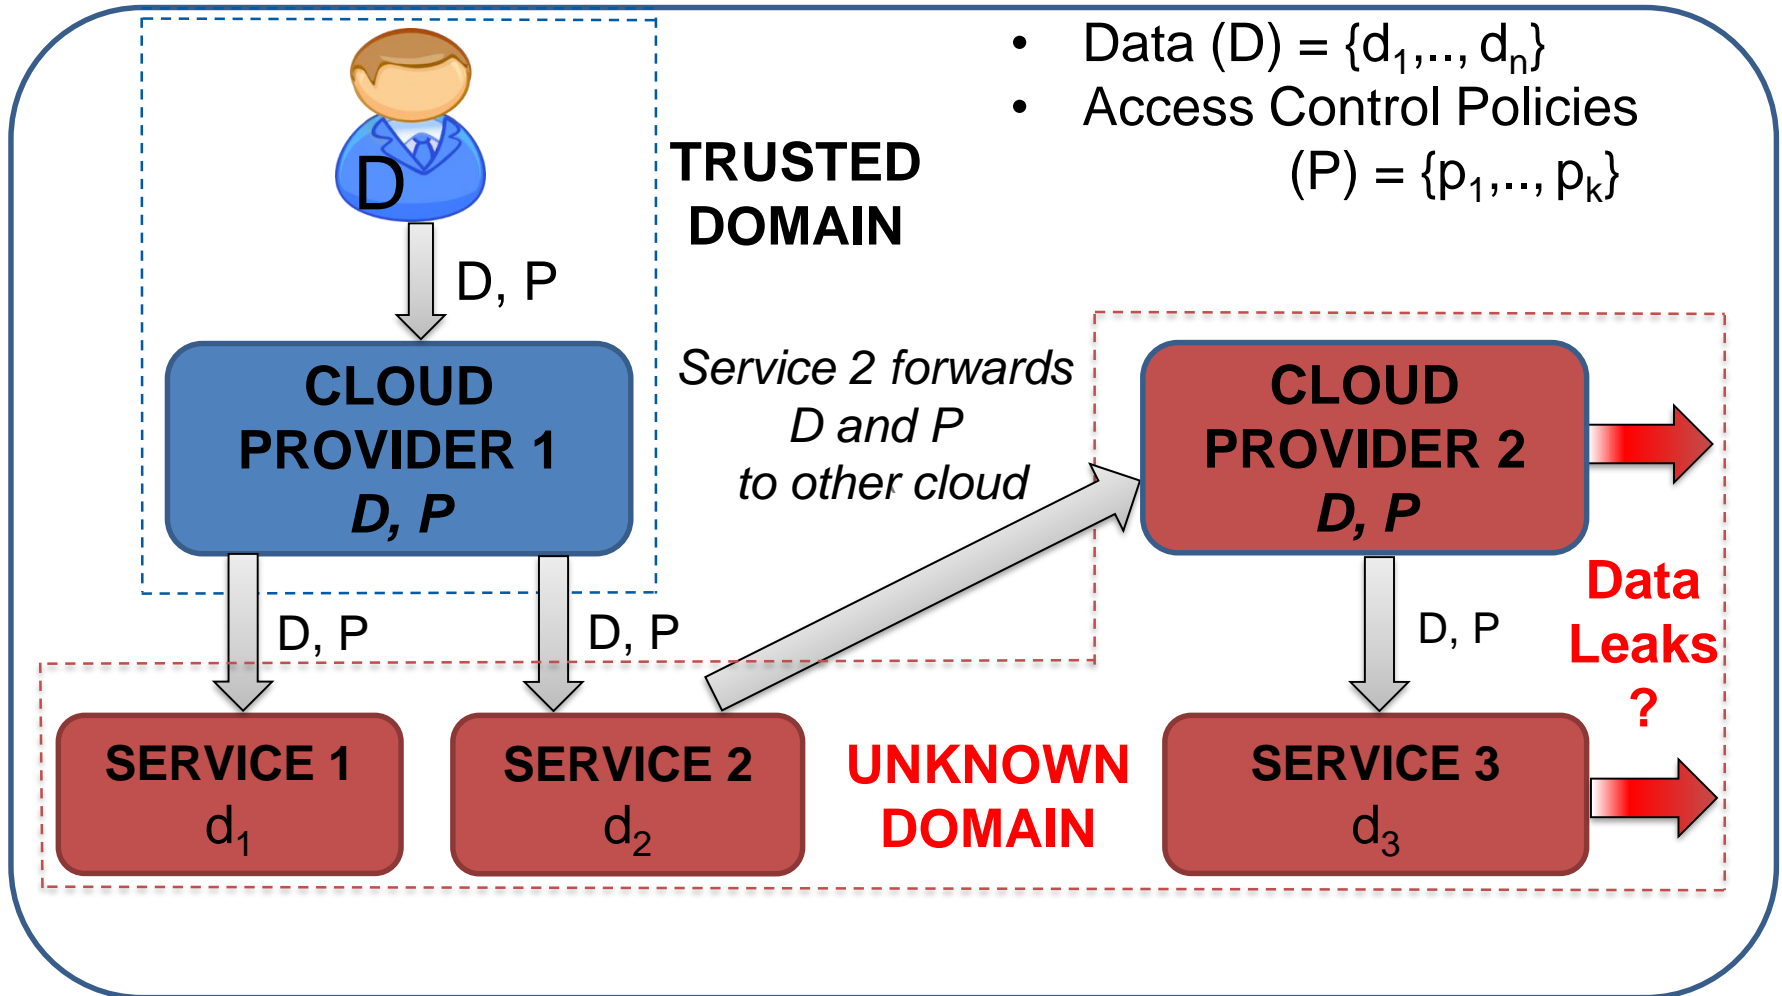 • Data (D) = {d₁,.., dₙ}
• Access Control Policies
(P) = {p₁,.., pₖ}
D
TRUSTED
DOMAIN
D, P
CLOUD
PROVIDER 1
D, P
Service 2 forwards
D and P
to other cloud
CLOUD
PROVIDER 2
D, P
Data
Leaks
?
D, P
D, P
D, P
SERVICE 1
d₁
SERVICE 2
d₂
UNKNOWN
DOMAIN
SERVICE 3
d₃